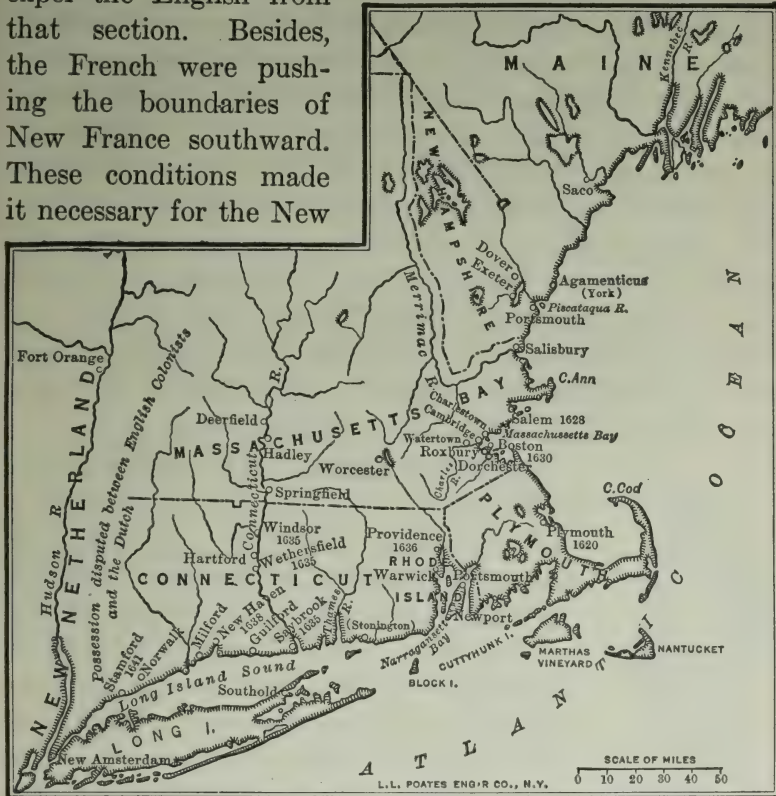 that section. Besides,
the French were push-
ing the boundaries of
New France southward.
These conditions made
it necessary for the New
MAINE
Kennebec
R.
NEW HAMPSHIRE
Saco
Dover
Exeter
Agamenticus
(York)
Piscataqua R.
Portsmouth
Merrimac
R.
Salisbury
C. Ann
Fort Orange
NEW NETHERLAND
Hudson R
Possession disputed between English Colonists
and the Dutch
R.
Connecticut
Deerfield
Hadley
MASSACHUSETTS BAY
Charlestown
Cambridge
Salem 1628
Massachusetts Bay
Watertown
Boston
1630
Roxbury
Dorchester
Charles
R.
Worcester
Springfield
C. Cod
PLYMOUTH
Plymouth
1620
Windsor
1635
Hartford
Wethersfield
1635
Providence
1636
RHODE
ISLAND
Warwick
Portsmouth
Newport
CONNECTICUT
Milford
New Haven
1638
Guilford
Saybrook
1635
Thames
R.
(Stonington)
Narragansett
Bay
CUTTYHUNK I.
MARTHAS
VINEYARD
NANTUCKET
BLOCK I.
Stamford
1641
Norwalk
Long Island Sound
Southold
LONG I.
New Amsterdam
ATLANTIC
OCEAN
L.L. POATES ENG'R CO., N.Y.
SCALE OF MILES
0 10 20 30 40 50